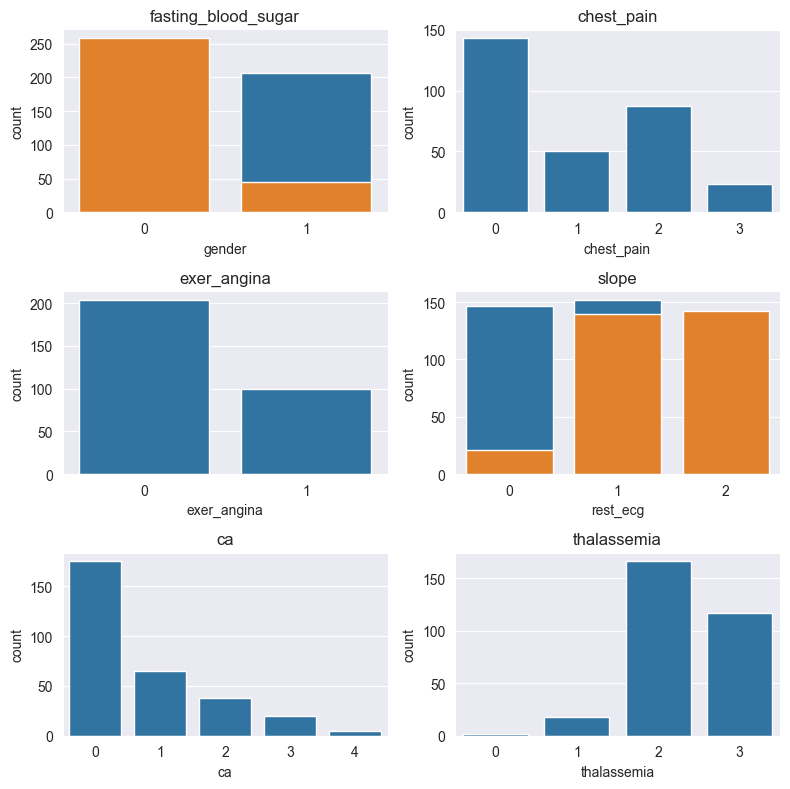 fasting_blood_sugar
count
250
200
150
100
50
0
0 1
gender
chest_pain
count
150
100
50
0
0 1 2 3
chest_pain
exer_angina
count
200
150
100
50
0
0 1
exer_angina
slope
count
150
100
50
0
0 1 2
rest_ecg
ca
count
150
100
50
0
0 1 2 3 4
ca
thalassemia
count
150
100
50
0
0 1 2 3
thalassemia